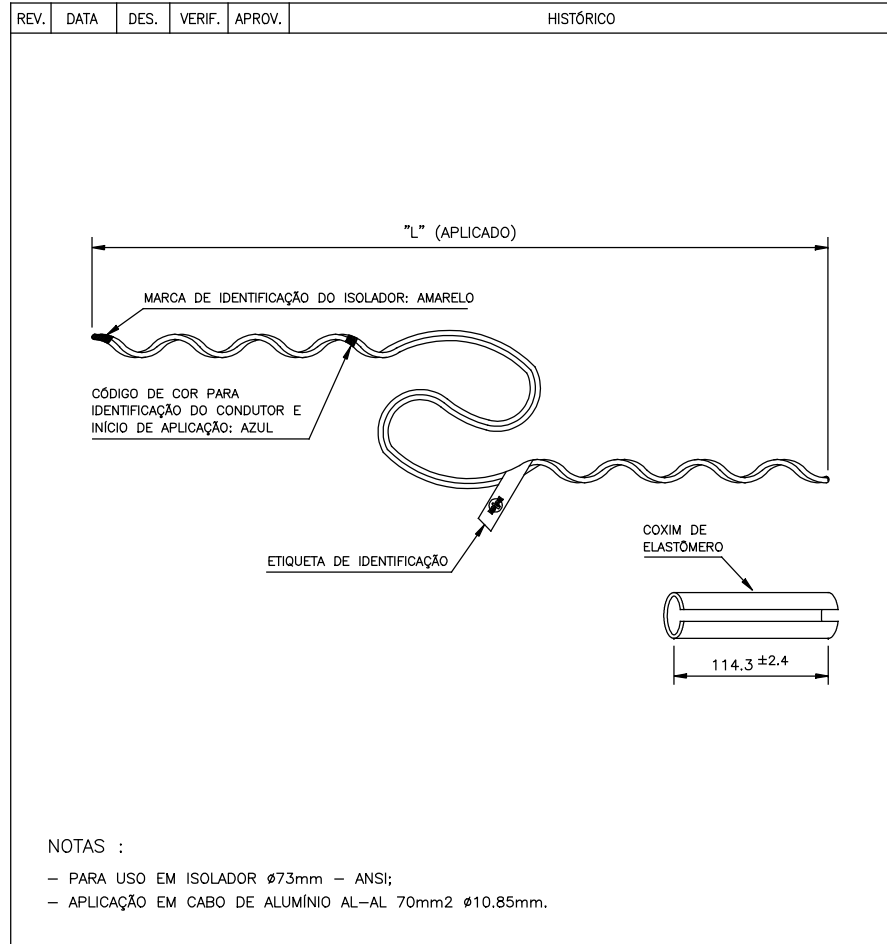 REV. DATA DES. VERIF. APROV. HISTÓRICO
"L" (APLICADO)
MARCA DE IDENTIFICAÇÃO DO ISOLADOR: AMARELO
CÓDIGO DE COR PARA
IDENTIFICAÇÃO DO CONDUTOR E
INÍCIO DE APLICAÇÃO: AZUL
ETIQUETA DE IDENTIFICAÇÃO
COXIM DE
ELASTÔMERO
114.3 ±2.4
NOTAS :
– PARA USO EM ISOLADOR ø73mm – ANSI;
– APLICAÇÃO EM CABO DE ALUMÍNIO AL–AL 70mm2 ø10.85mm.